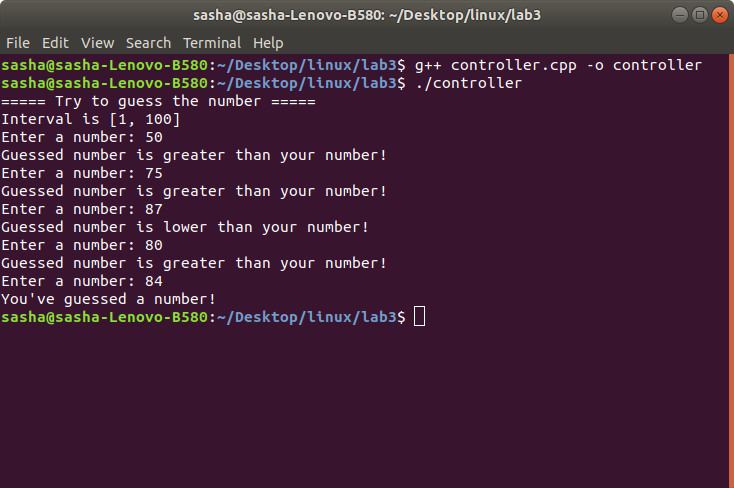 sasha@sasha-Lenovo-B580: ~/Desktop/linux/lab3
File Edit View Search Terminal Help
sasha@sasha-Lenovo-B580:~/Desktop/linux/lab3$ g++ controller.cpp -o controller
sasha@sasha-Lenovo-B580:~/Desktop/linux/lab3$ ./controller
===== Try to guess the number =====
Interval is [1, 100]
Enter a number: 50
Guessed number is greater than your number!
Enter a number: 75
Guessed number is greater than your number!
Enter a number: 87
Guessed number is lower than your number!
Enter a number: 80
Guessed number is greater than your number!
Enter a number: 84
You've guessed a number!
sasha@sasha-Lenovo-B580:~/Desktop/linux/lab3$